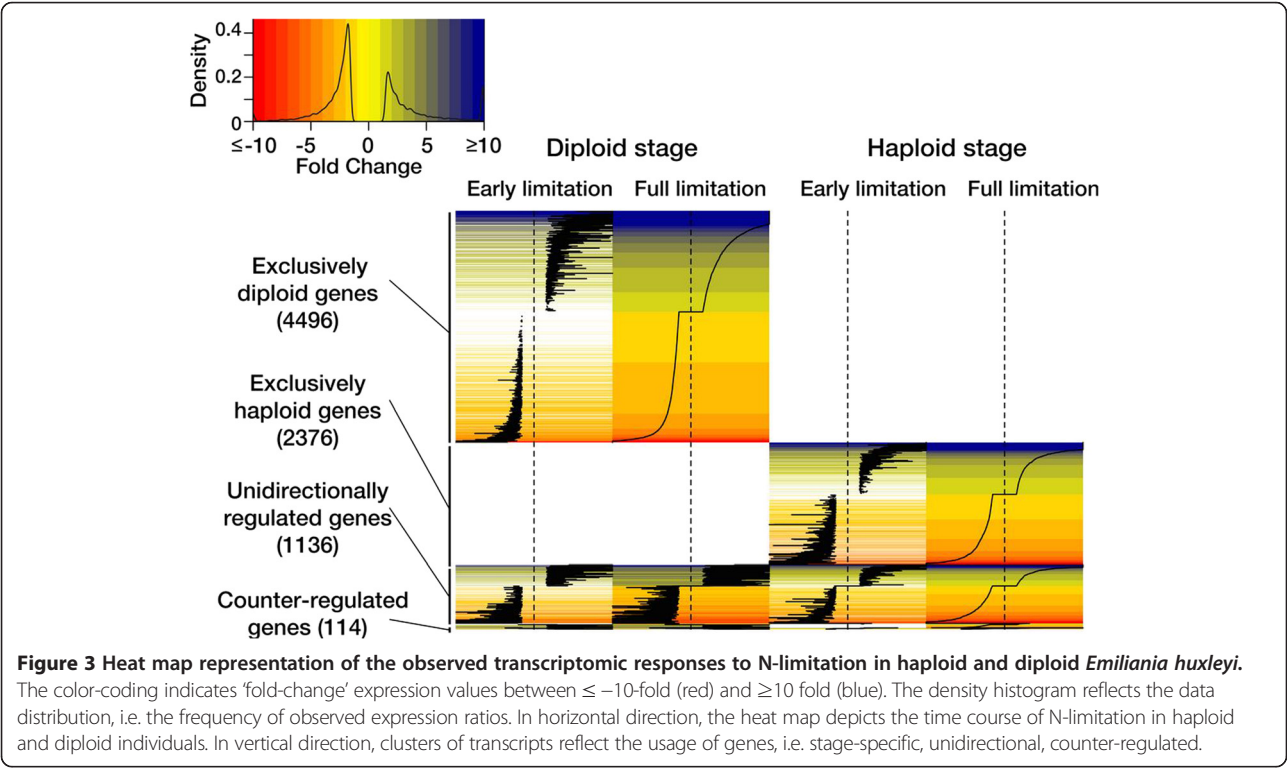 Density
0.4
0.2
0
≤-10 -5 0 5 ≥10
Fold Change
Diploid stage Haploid stage
Early limitation Full limitation Early limitation Full limitation
Exclusively
diploid genes
(4496)
Exclusively
haploid genes
(2376)
Unidirectionally
regulated genes
(1136)
Counter-regulated
genes (114)
Figure 3 Heat map representation of the observed transcriptomic responses to N-limitation in haploid and diploid Emiliania huxleyi.
The color-coding indicates ‘fold-change’ expression values between ≤ −10-fold (red) and ≥10 fold (blue). The density histogram reflects the data
distribution, i.e. the frequency of observed expression ratios. In horizontal direction, the heat map depicts the time course of N-limitation in haploid
and diploid individuals. In vertical direction, clusters of transcripts reflect the usage of genes, i.e. stage-specific, unidirectional, counter-regulated.